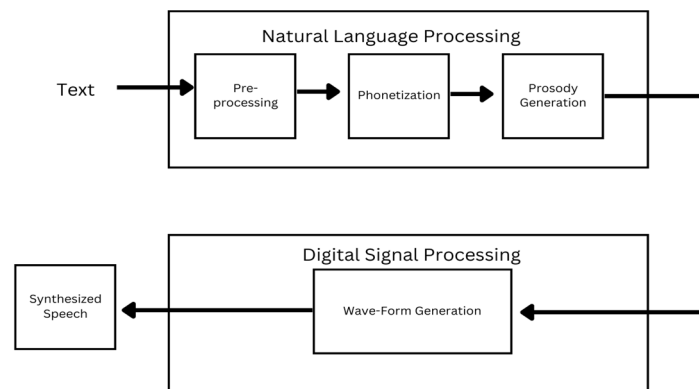 Natural Language Processing
Text
Pre-
processing
Phonetization
Prosody
Generation
Digital Signal Processing
Wave-Form Generation
Synthesized
Speech